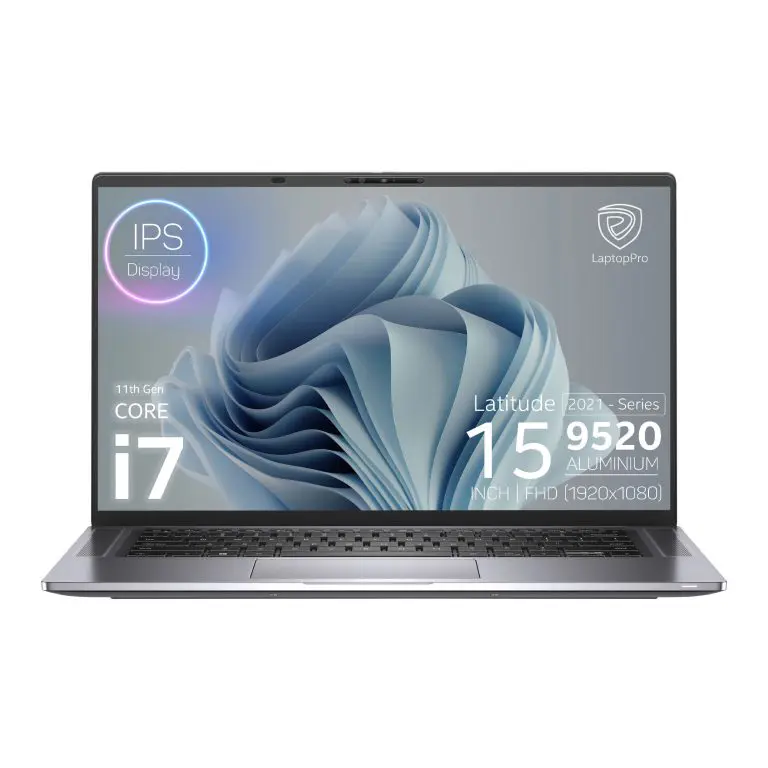 IPS
Display
LaptopPro
11th Gen
CORE
i7
Latitude 2021 - Series
15 9520
ALUMINIUM
INCH | FHD (1920x1080)